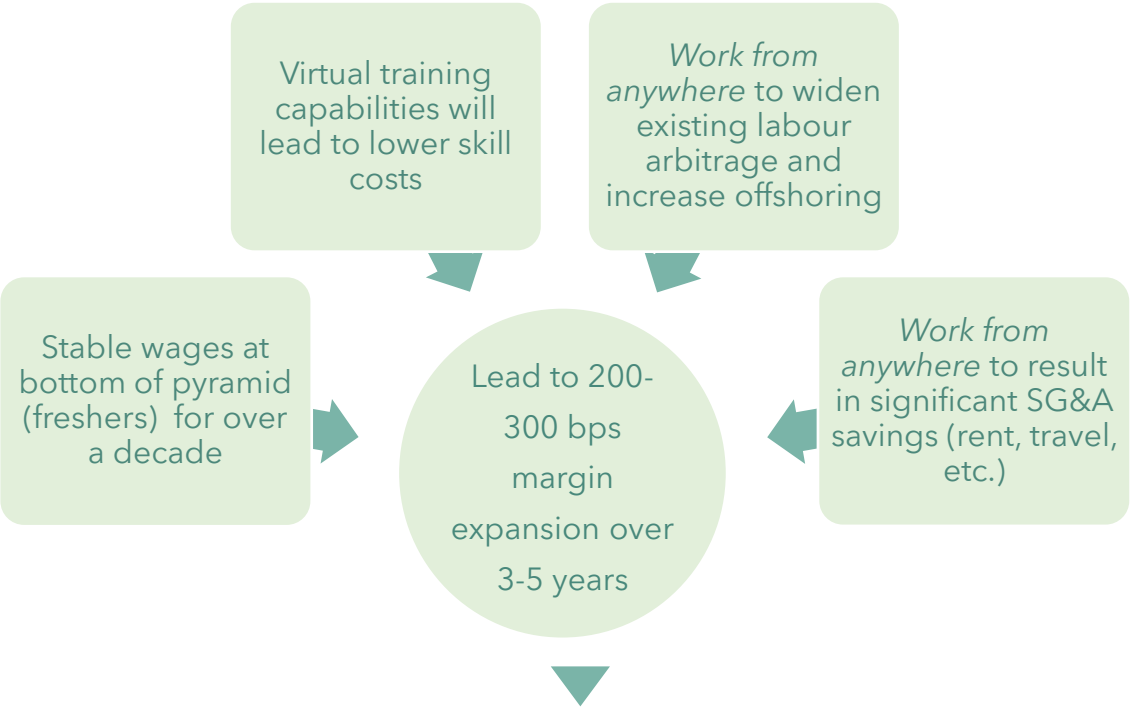 Virtual training
capabilities will
lead to lower skill
costs
Work from
anywhere to widen
existing labour
arbitrage and
increase offshoring
Stable wages at
bottom of pyramid
(freshers) for over
a decade
Work from
anywhere to result
in significant SG&A
savings (rent, travel,
etc.)
Lead to 200-
300 bps
margin
expansion over
3-5 years